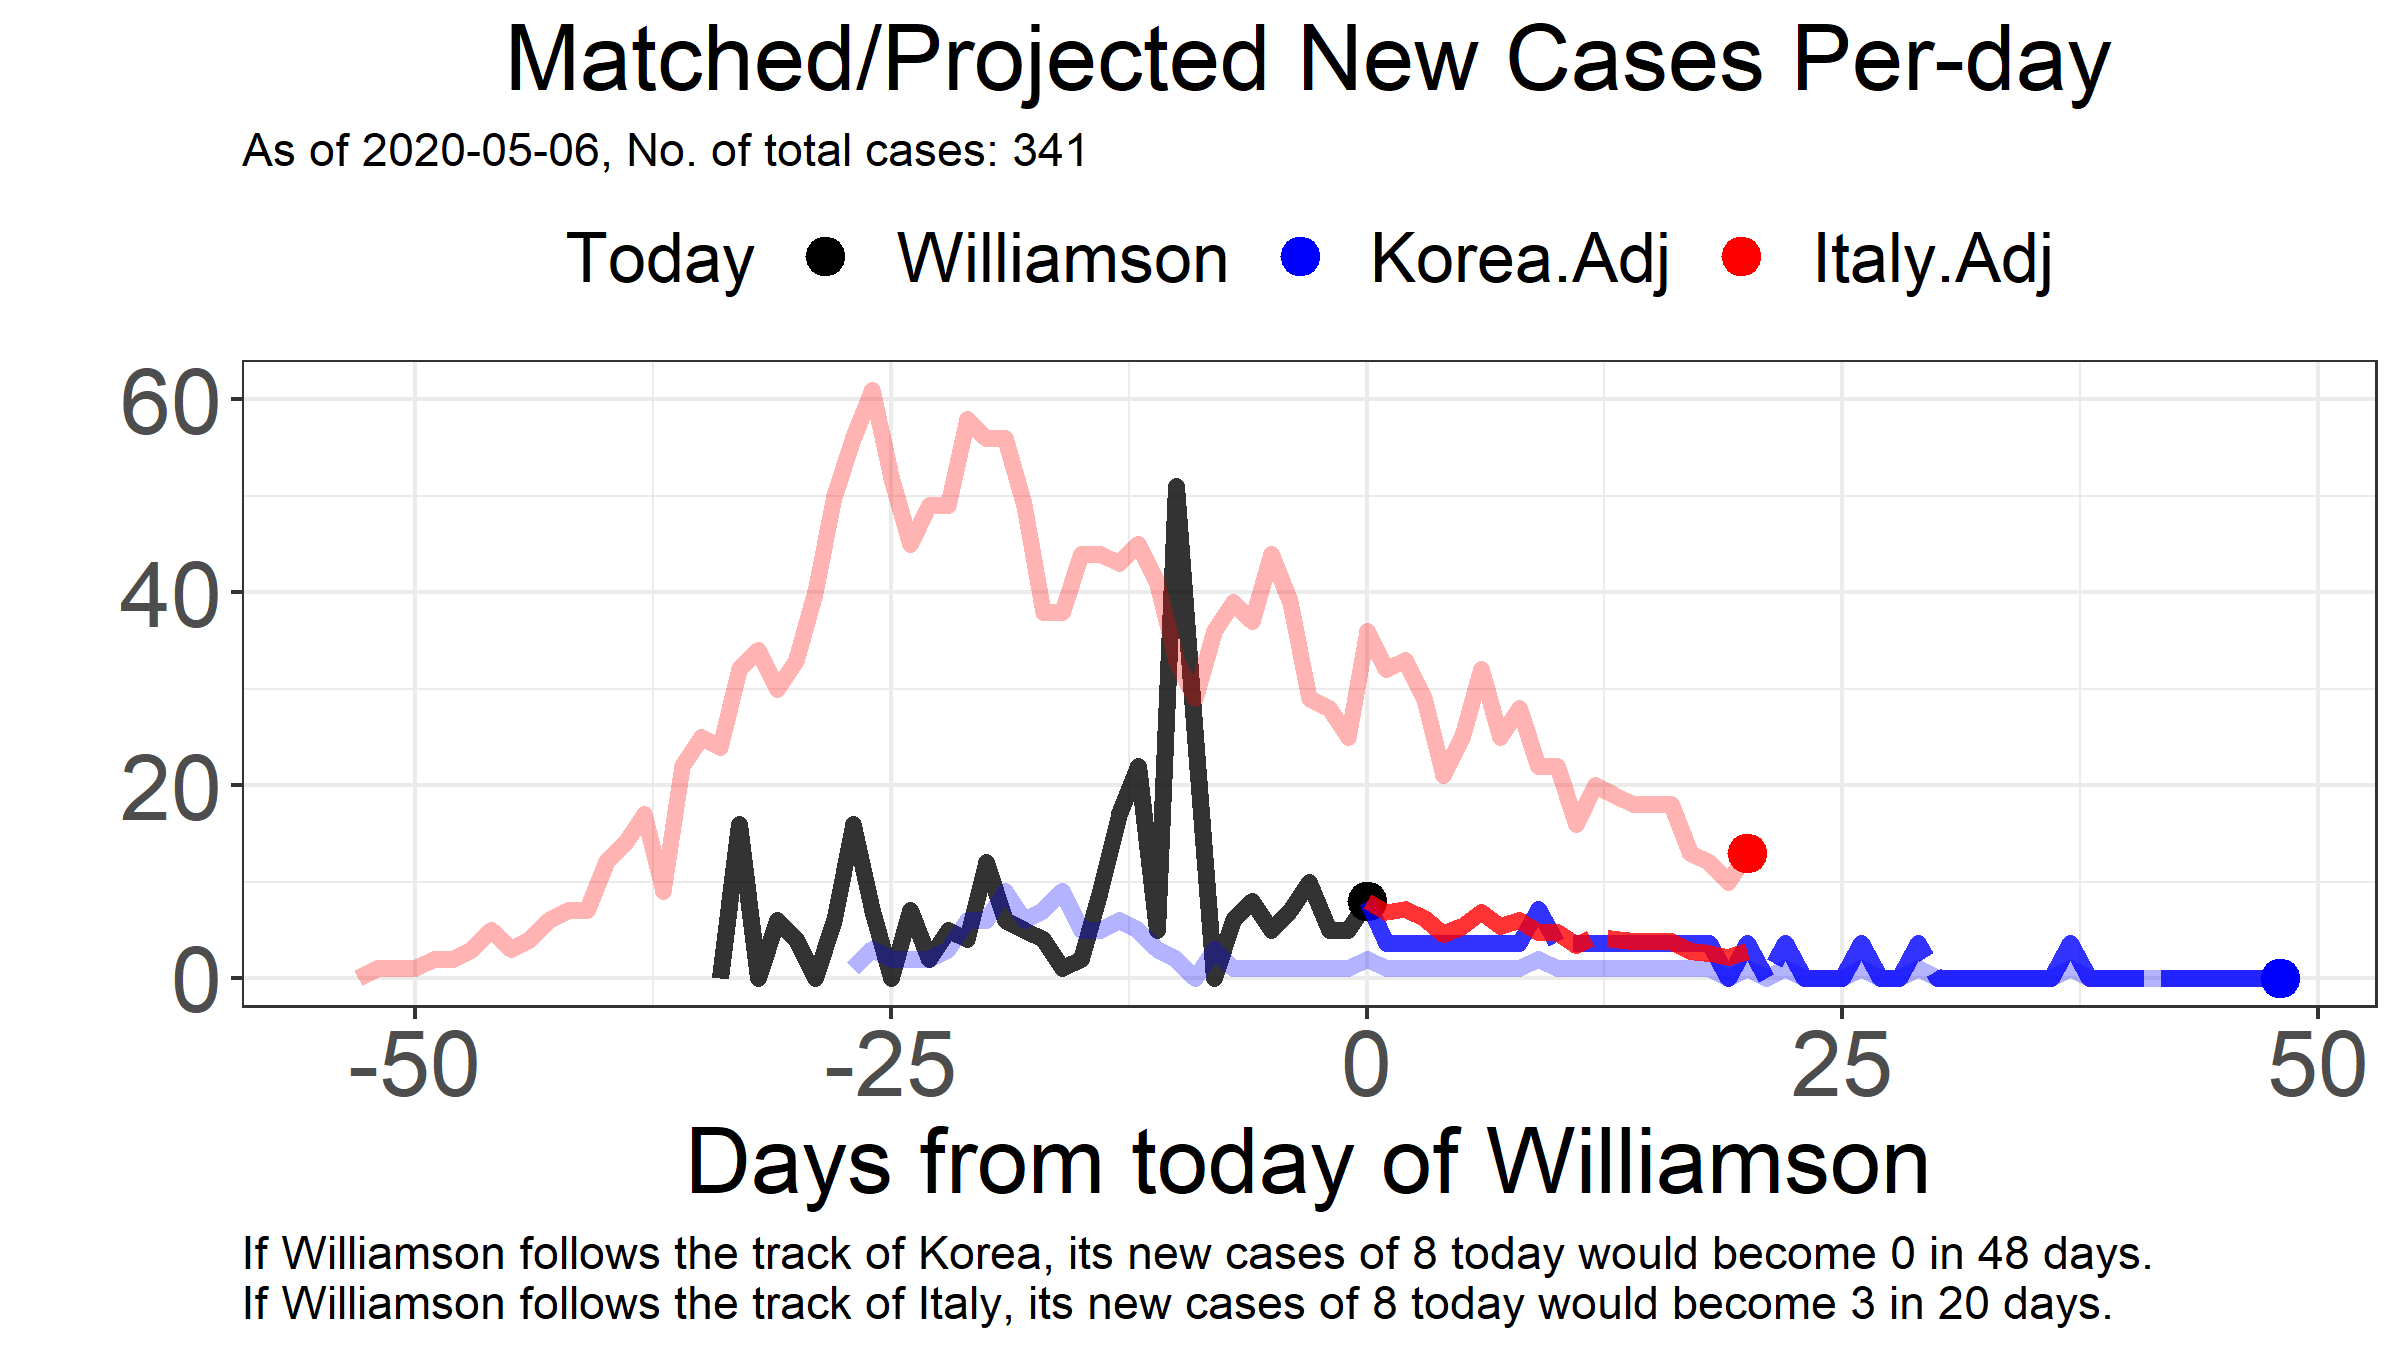 Matched/Projected New Cases Per-day
As of 2020-05-06, No. of total cases: 341
Today Williamson Korea.Adj Italy.Adj
60
40
20
0
-50 -25 0 25 50
Days from today of Williamson
If Williamson follows the track of Korea, its new cases of 8 today would become 0 in 48 days.
If Williamson follows the track of Italy, its new cases of 8 today would become 3 in 20 days.